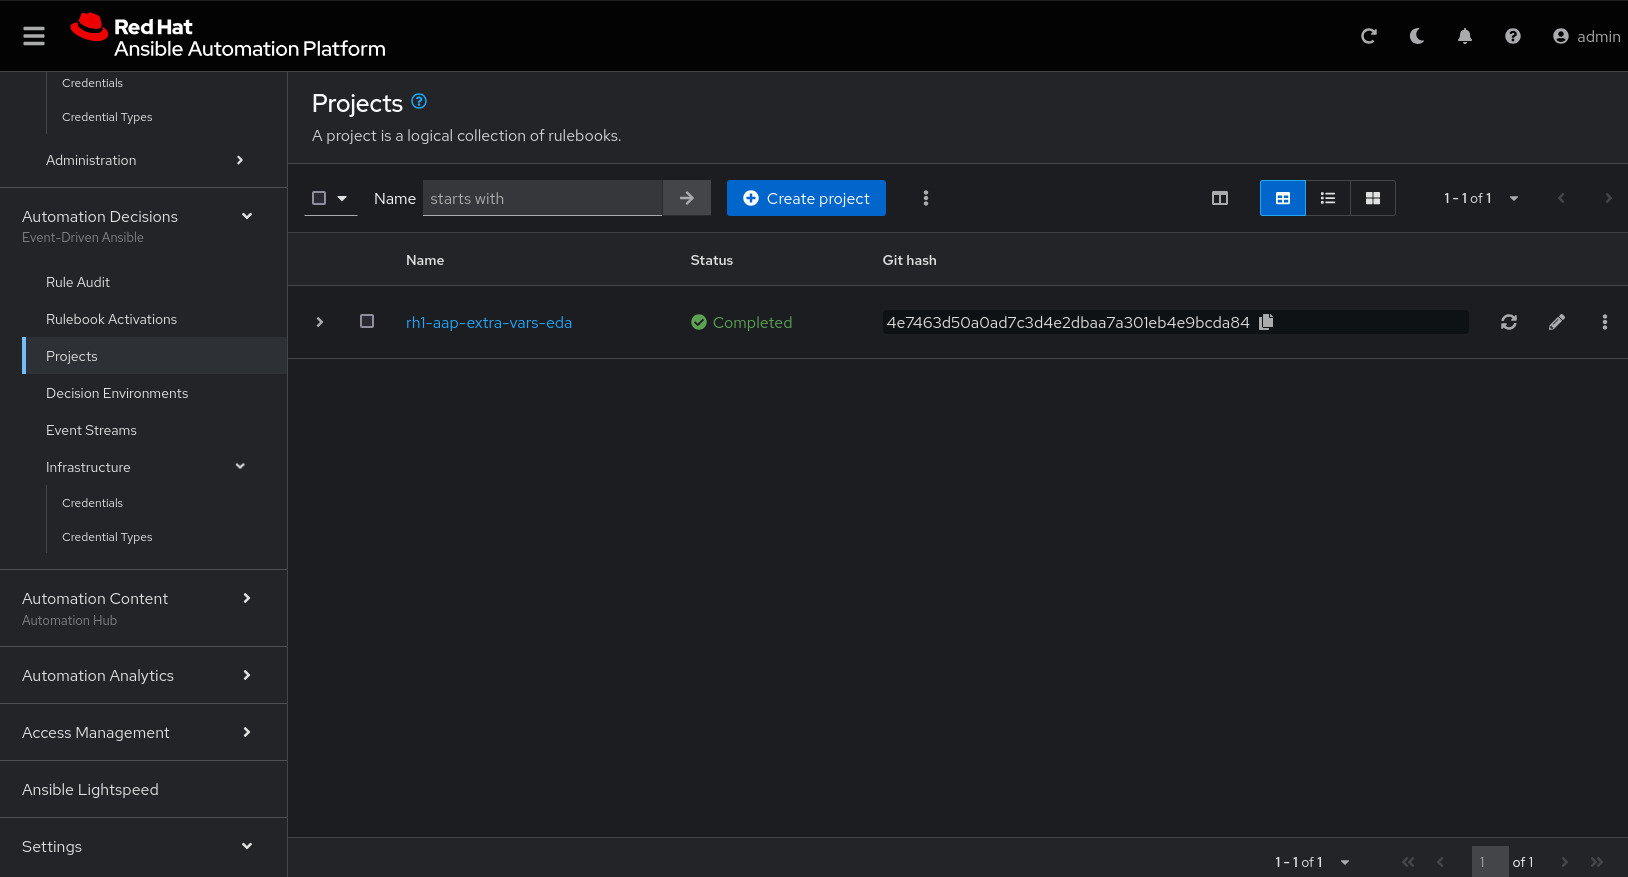 Red Hat
Ansible Automation Platform
admin
Credentials
Credential Types
Administration
Automation Decisions
Event-Driven Ansible
Rule Audit
Rulebook Activations
Projects
Decision Environments
Event Streams
Infrastructure
Credentials
Credential Types
Automation Content
Automation Hub
Automation Analytics
Access Management
Ansible Lightspeed
Settings
Projects
A project is a logical collection of rulebooks.
Name starts with Create project 1 - 1 of 1
Name Status Git hash
rh1-aap-extra-vars-eda Completed 4e7463d50a0ad7c3d4e2dbaa7a301eb4e9bcda84
1 - 1 of 1 1 of 1